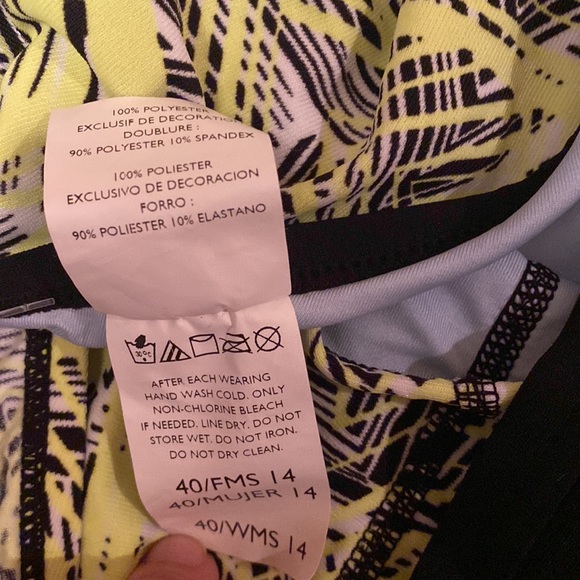 100% POLYESTER
EXCLUSIF DE
DOUBLURE :
90% POLYESTER 10% SPANDEX
100% POLIESTER
EXCLUSIVO DE DECORACION
FORRO :
90% POLIESTER 10% ELASTANO
30°C
AFTER EACH WEARING
HAND WASH COLD. ONLY
NON-CHLORINE BLEACH
IF NEEDED. LINE DRY. DO NOT
STORE WET. DO NOT IRON.
DO NOT DRY CLEAN.
40/FMS 14
40/MUJER 14
40/WMS 14